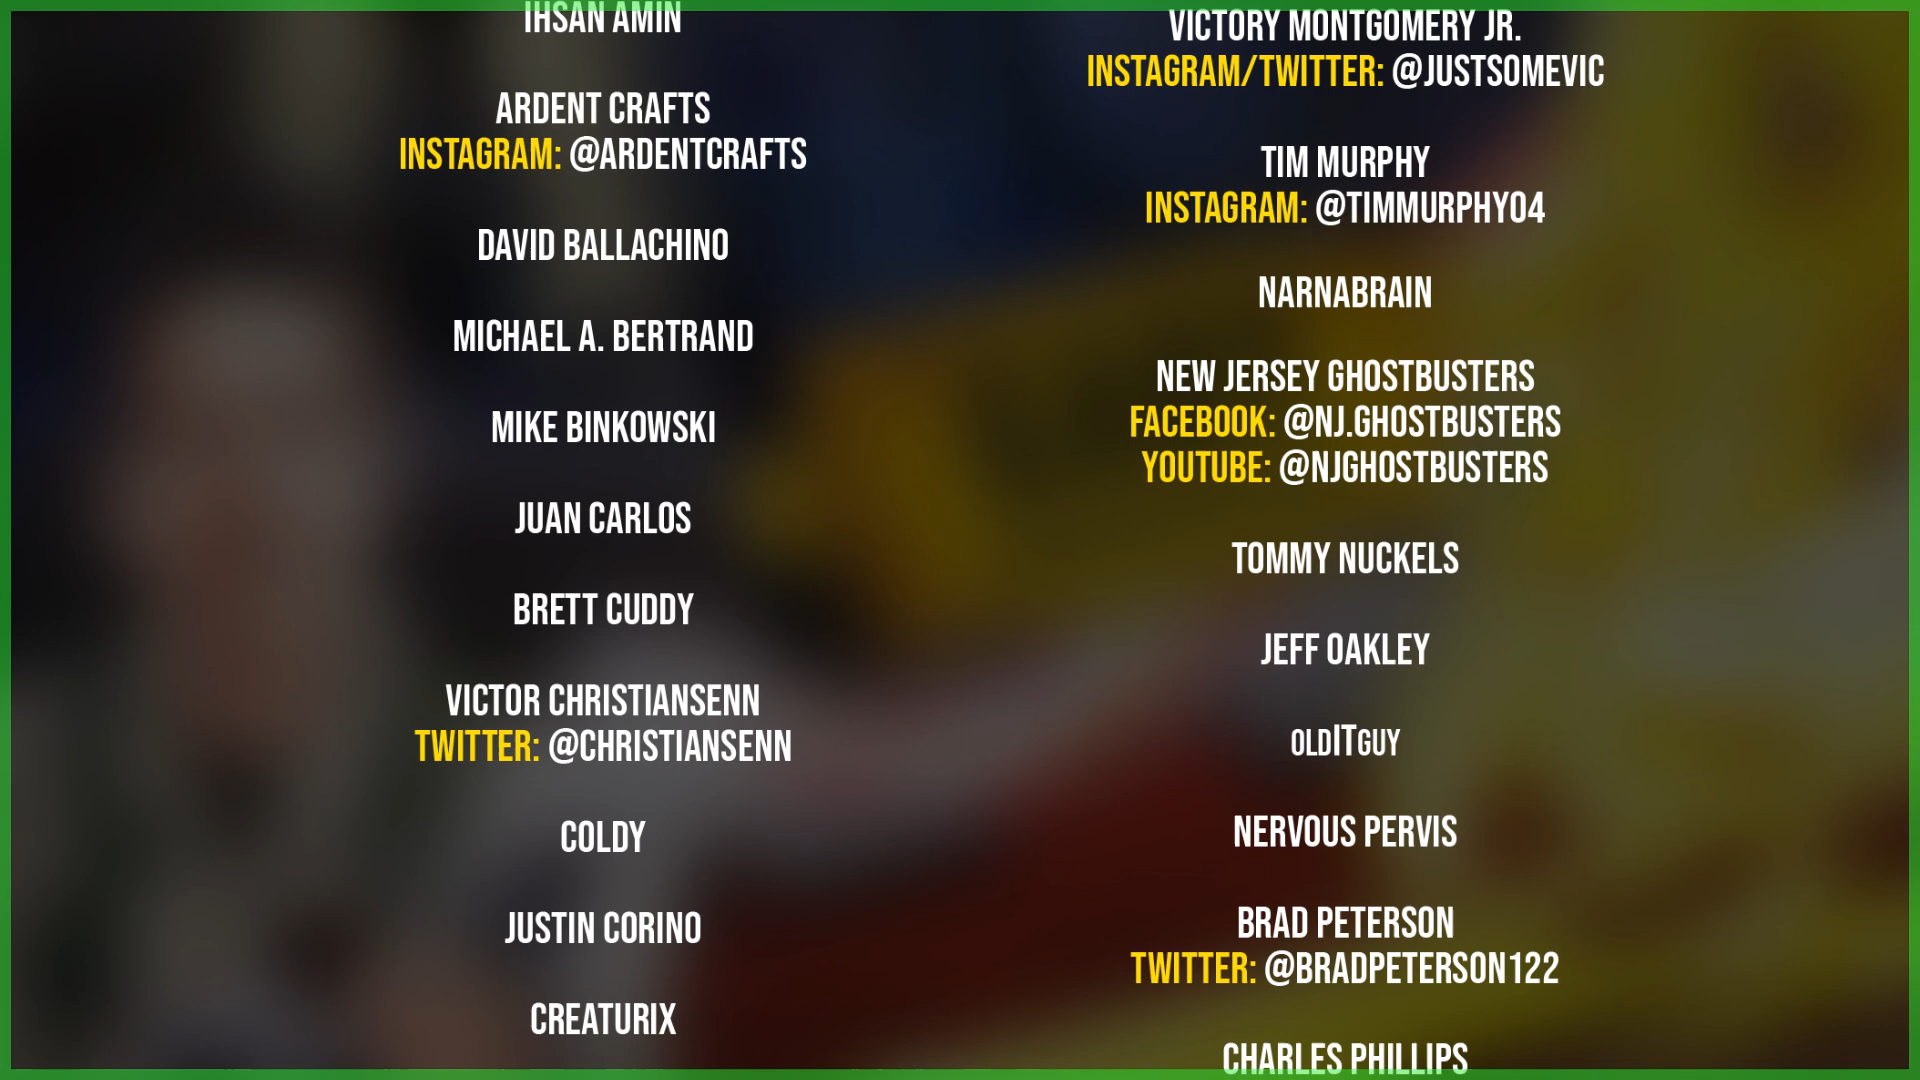 IHSAN AMIN
ARDENT CRAFTS
INSTAGRAM: @ARDENTCRAFTS
DAVID BALLACHINO
MICHAEL A. BERTRAND
MIKE BINKOWSKI
JUAN CARLOS
BRETT CUDDY
VICTOR CHRISTIANSENN
TWITTER: @CHRISTIANSENN
COLDY
JUSTIN CORINO
CREATURIX
VICTORY MONTGOMERY JR.
INSTAGRAM/TWITTER: @JUSTSOMEVIC
TIM MURPHY
INSTAGRAM: @TIMMURPHY04
NARNABRAIN
NEW JERSEY GHOSTBUSTERS
FACEBOOK: @NJ.GHOSTBUSTERS
YOUTUBE: @NJGHOSTBUSTERS
TOMMY NUCKELS
JEFF OAKLEY
OLDITGUY
NERVOUS PERVIS
BRAD PETERSON
TWITTER: @BRADPETERSON122
CHARLES PHILLIPS